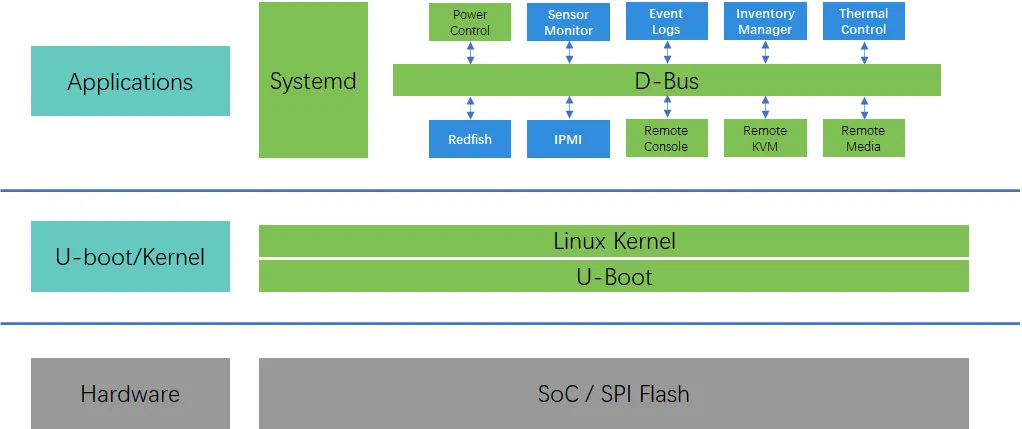 Applications
Systemd
Power
Control
Sensor
Monitor
Event
Logs
Inventory
Manager
Thermal
Control
D-Bus
Redfish
IPMI
Remote
Console
Remote
KVM
Remote
Media
U-boot/Kernel
Linux Kernel
U-Boot
Hardware
SoC / SPI Flash